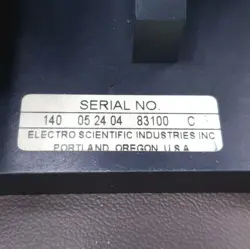 SERIAL NO.
140 05 24 04 83100 C
ELECTRO SCIENTIFIC INDUSTRIES INC
PORTLAND, OREGON U.S.A.